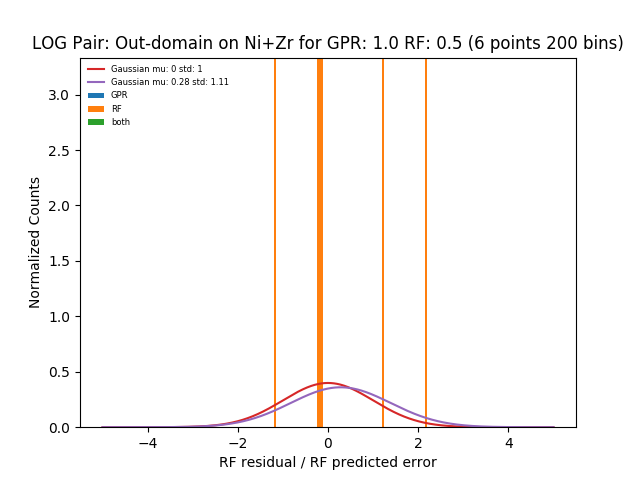 LOG Pair: Out-domain on Ni+Zr for GPR: 1.0 RF: 0.5 (6 points 200 bins)
Gaussian mu: 0 std: 1
Gaussian mu: 0.28 std: 1.11
GPR
RF
both
3.0
2.5
2.0
1.5
1.0
0.5
0.0
Normalized Counts
−4 −2 0 2 4
RF residual / RF predicted error